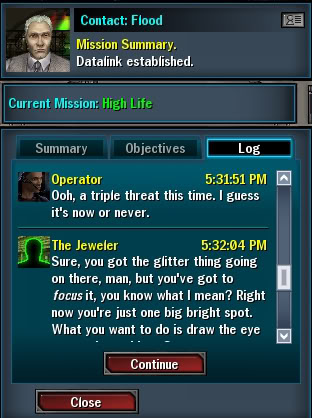 Contact: Flood
Mission Summary.
Datalink established.
Current Mission: High Life
Summary Objectives Log
Operator 5:31:51 PM
Ooh, a triple threat this time. I guess
it's now or never.
The Jeweler 5:32:04 PM
Sure, you got the glitter thing going
on there, man, but you've got to
focus it, you know what I mean? Right
now you're just one big bright spot.
What you want to do is draw the eye
Continue
Close